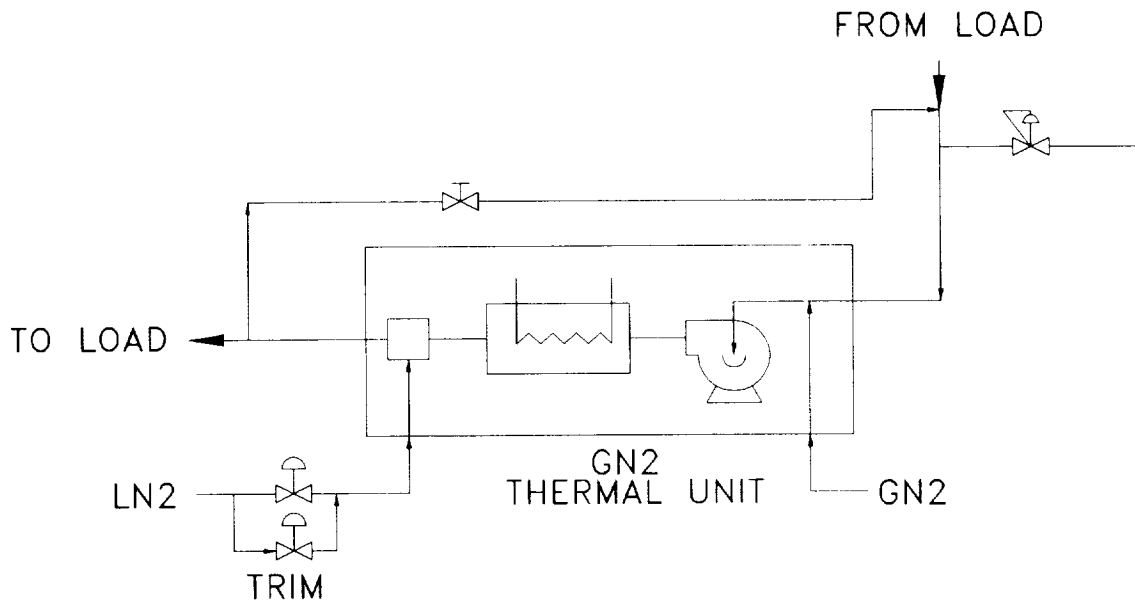 FROM LOAD
TO LOAD
GN2
THERMAL UNIT
LN2
GN2
TRIM